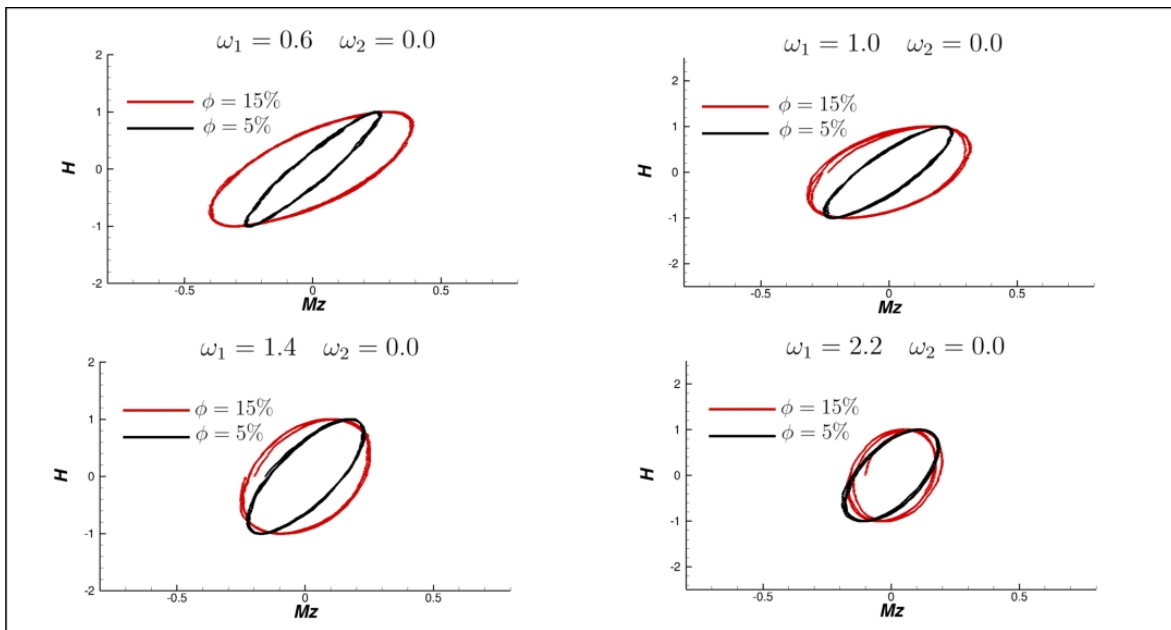 ω₁ = 0.6 ω₂ = 0.0
2
1
0
-1
-2
H
ϕ = 15%
ϕ = 5%
-0.5 0 0.5
Mz
ω₁ = 1.0 ω₂ = 0.0
2
1
0
-1
-2
H
ϕ = 15%
ϕ = 5%
-0.5 0 0.5
Mz
ω₁ = 1.4 ω₂ = 0.0
2
1
0
-1
-2
H
ϕ = 15%
ϕ = 5%
-0.5 0 0.5
Mz
ω₁ = 2.2 ω₂ = 0.0
2
1
0
-1
-2
H
ϕ = 15%
ϕ = 5%
-0.5 0 0.5
Mz